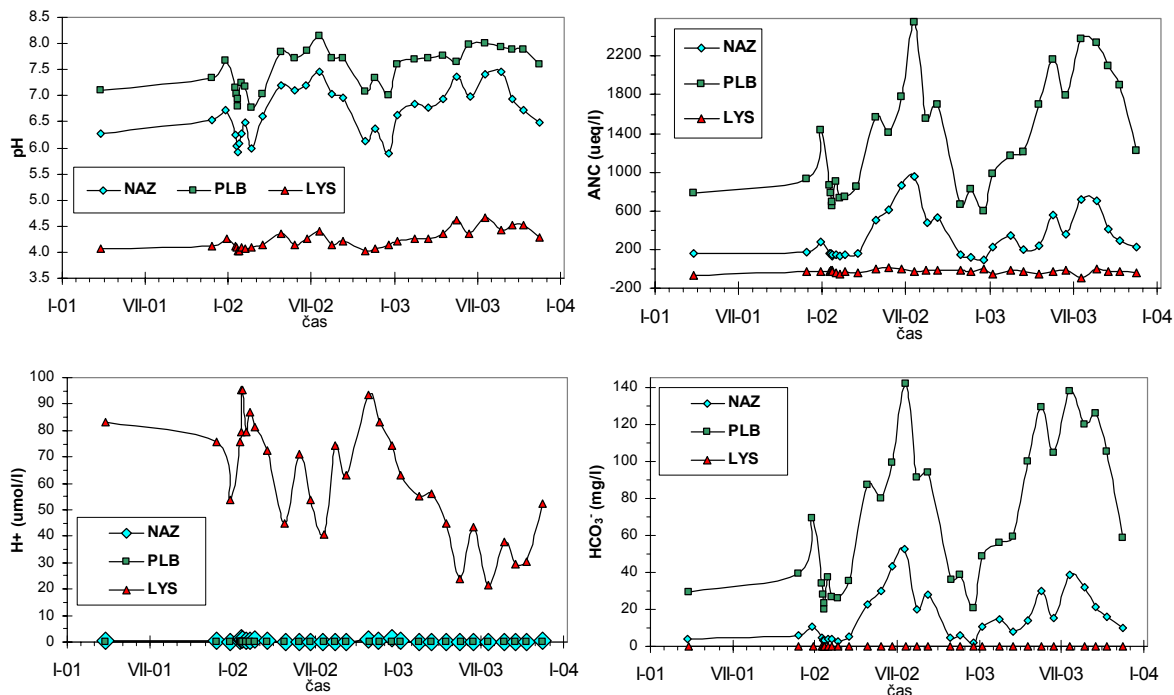 8.5
8.0
7.5
7.0
6.5
6.0
5.5
5.0
4.5
4.0
3.5
pH
NAZ PLB LYS
I-01 VII-01 I-02 VII-02 I-03 VII-03 I-04
čas
2200
1800
1400
1000
600
200
-200
ANC (ueq/l)
NAZ
PLB
LYS
I-01 VII-01 I-02 VII-02 I-03 VII-03 I-04
čas
100
90
80
70
60
50
40
30
20
10
0
H+ (umol/l)
NAZ
PLB
LYS
I-01 VII-01 I-02 VII-02 I-03 VII-03 I-04
čas
140
120
100
80
60
40
20
0
HCO₃⁻ (mg/l)
NAZ
PLB
LYS
I-01 VII-01 I-02 VII-02 I-03 VII-03 I-04
čas